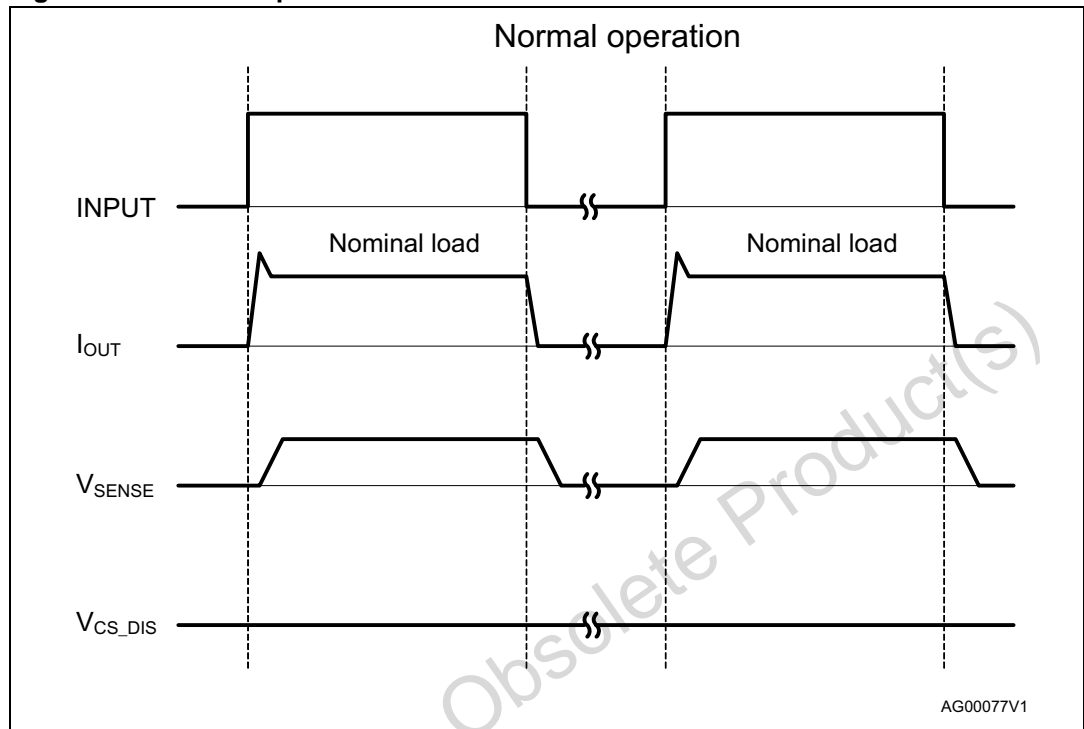 Normal operation
INPUT
Nominal load Nominal load
IOUT
VSENSE
VCS_DIS
Obsolete Product(s)
AG00077V1